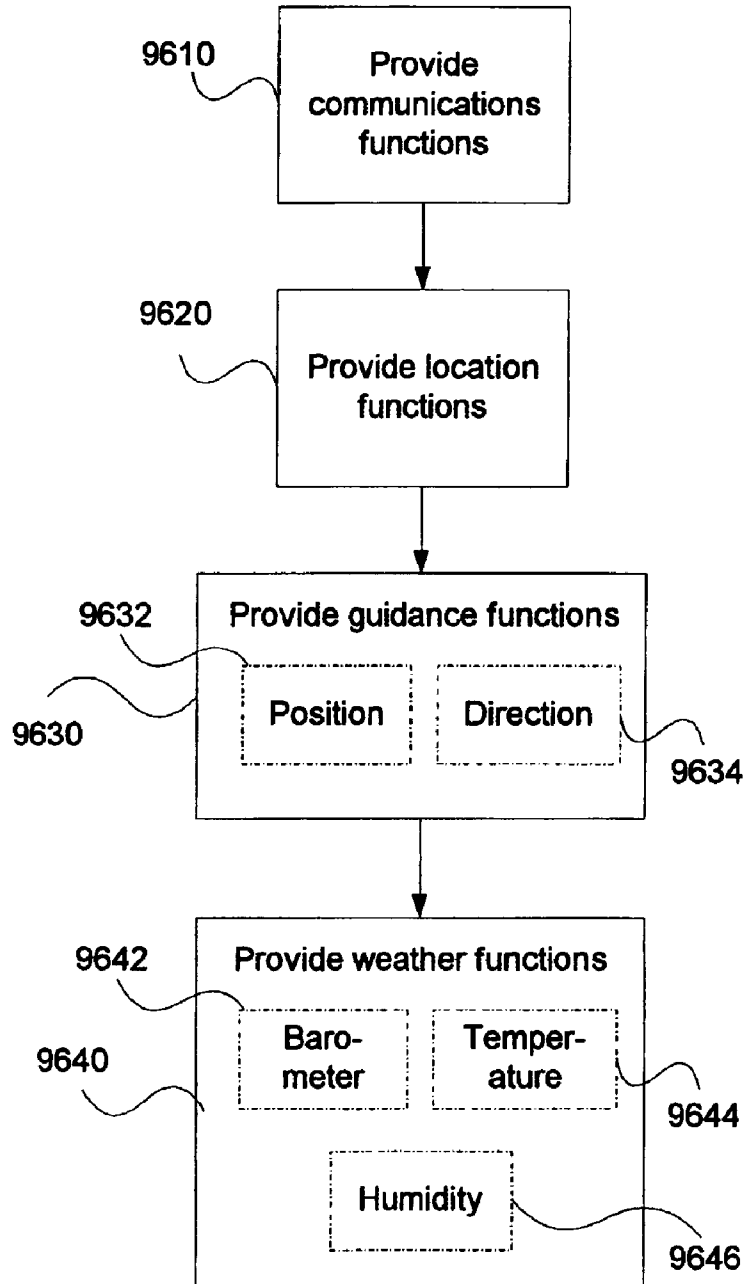 9610
Provide
communications
functions
9620
Provide location
functions
9630
Provide guidance functions
9632
Position
Direction
9634
9640
Provide weather functions
9642
Baro-
meter
Temper-
ature
9644
Humidity
9646